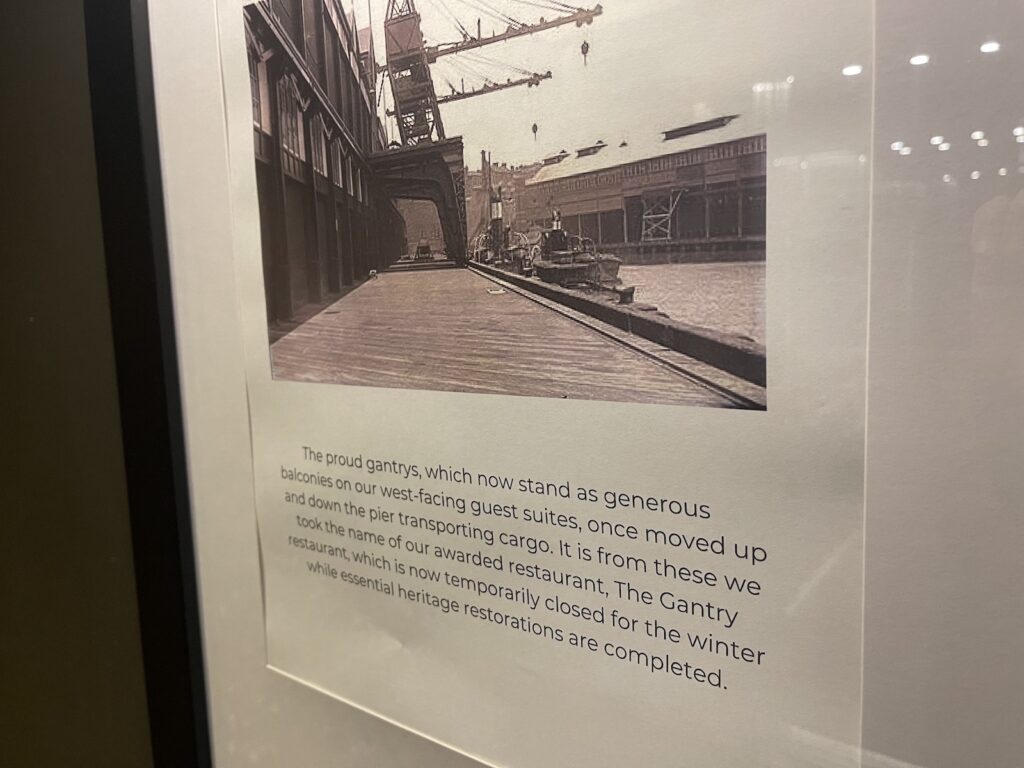 The proud gantrys, which now stand as generous
balconies on our west-facing guest suites, once moved up
and down the pier transporting cargo. It is from these we
took the name of our awarded restaurant, The Gantry
restaurant, which is now temporarily closed for the winter
while essential heritage restorations are completed.